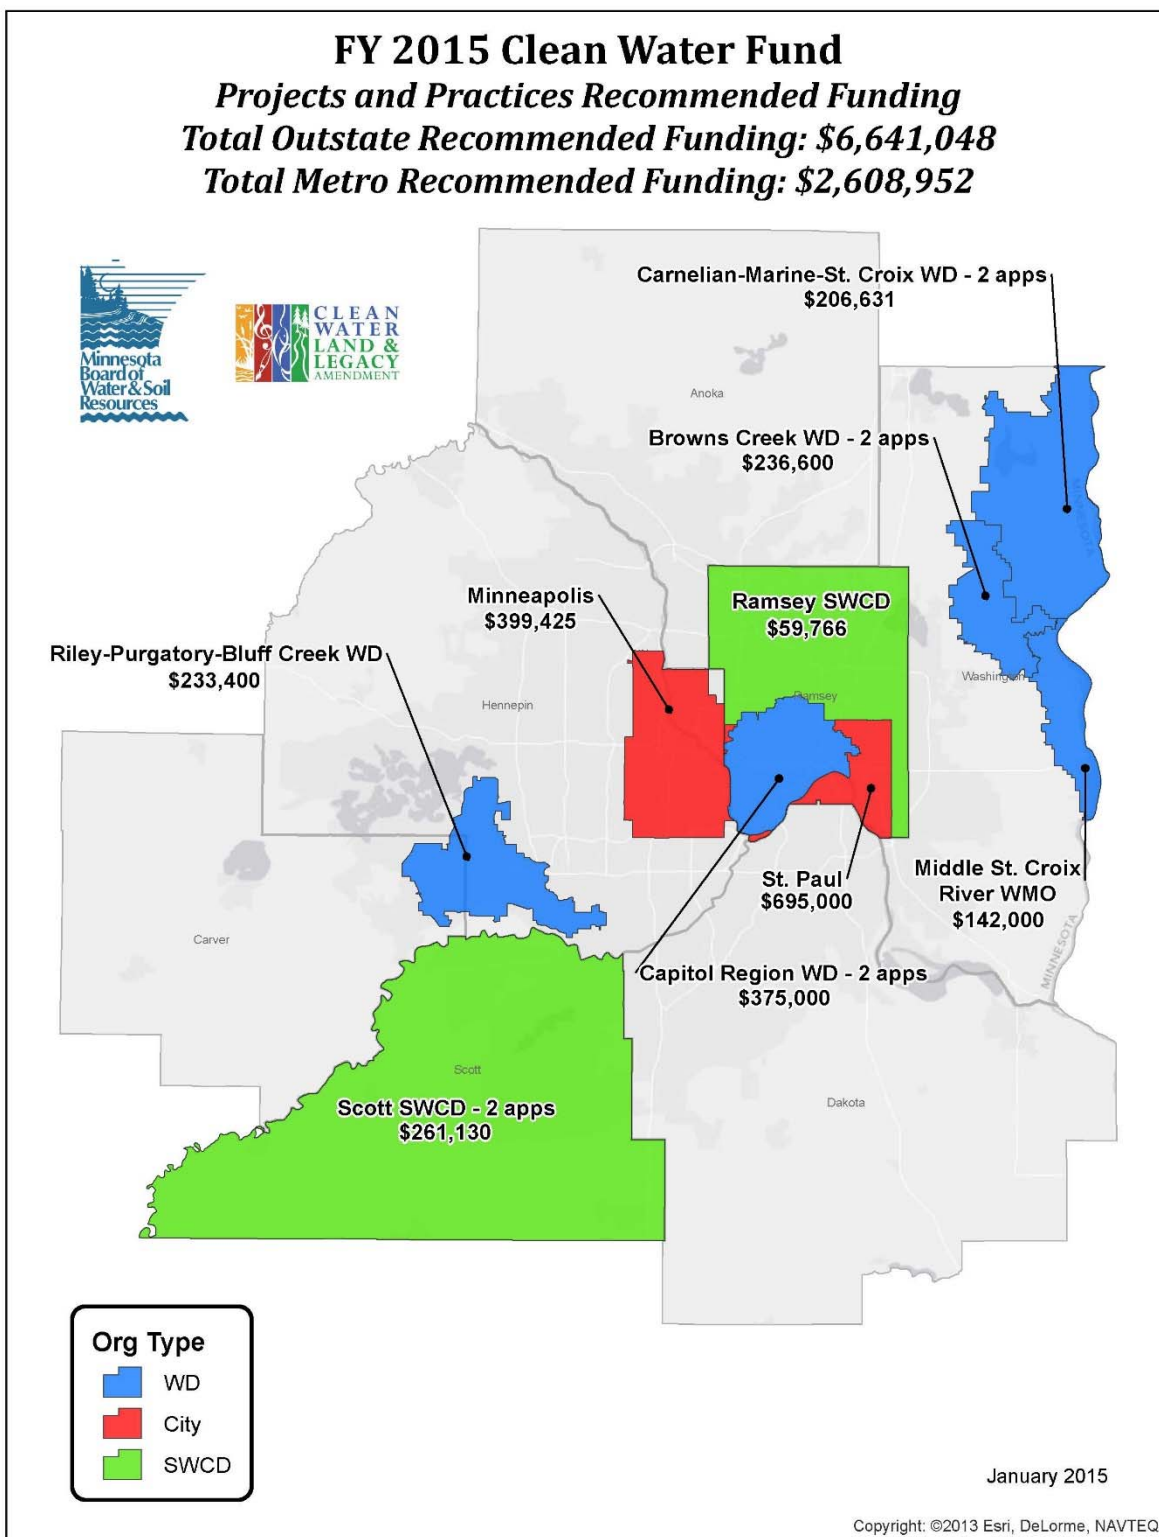 FY 2015 Clean Water Fund
Projects and Practices Recommended Funding
Total Outstate Recommended Funding: $6,641,048
Total Metro Recommended Funding: $2,608,952
Minnesota
Board of
Water & Soil
Resources
CLEAN
WATER
LAND &
LEGACY
AMENDMENT
Carnelian-Marine-St. Croix WD - 2 apps
$206,631
Anoka
Browns Creek WD - 2 apps
$236,600
MINNESOTA
Minneapolis
$399,425
Ramsey SWCD
$59,766
Riley-Purgatory-Bluff Creek WD
$233,400
Hennepin
Ramsey
Washington
St. Paul
$695,000
Middle St. Croix
River WMO
$142,000
Carver
Capitol Region WD - 2 apps
$375,000
MINNESOTA
Scott
Scott SWCD - 2 apps
$261,130
Dakota
Org Type
WD
City
SWCD
January 2015
Copyright: ©2013 Esri, DeLorme, NAVTEQ